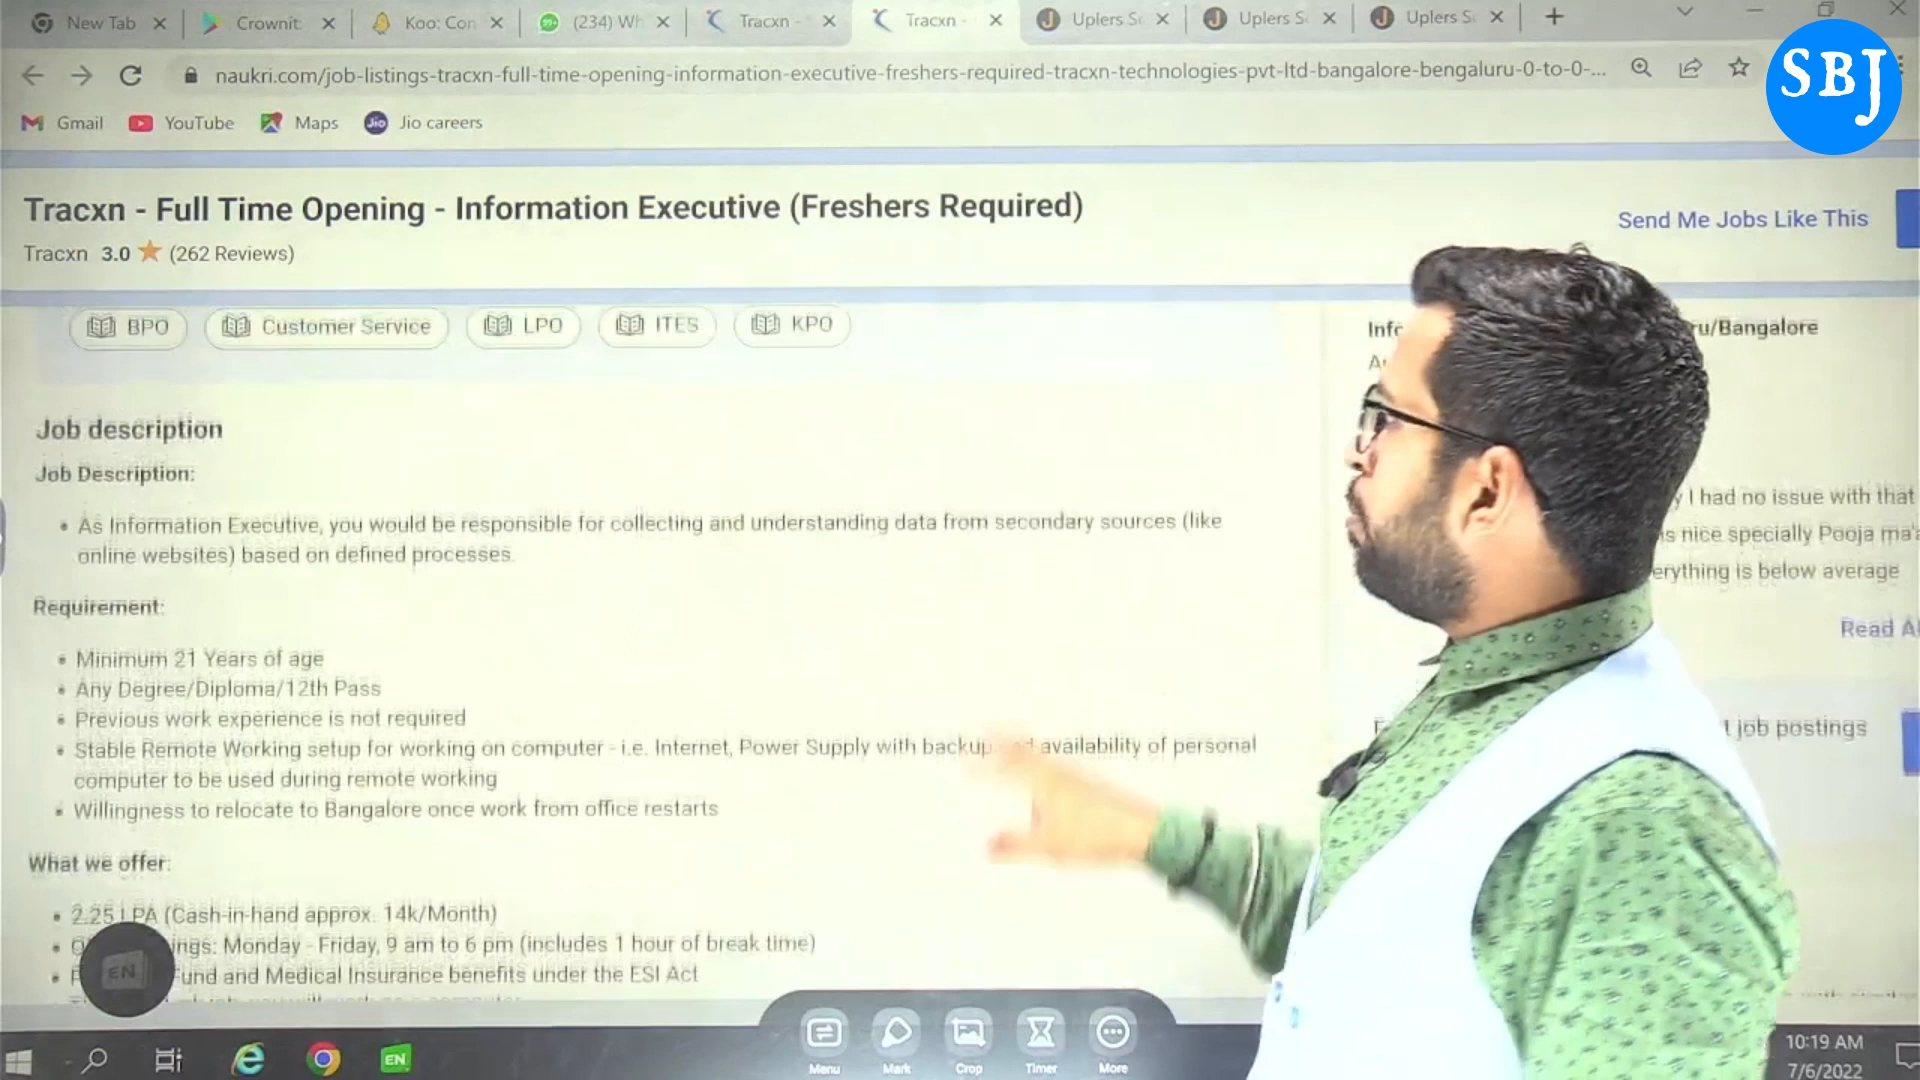 New Tab
Crownit:
Koo: Con
(234) Wh
Tracxn -
Tracxn -
Uplers
Uplers
Uplers
naukri.com/job-listings-tracxn-full-time-opening-information-executive-freshers-required-tracxn-technologies-pvt-ltd-bangalore-bengaluru-0-to-0-...
SBJ
Gmail
YouTube
Maps
Jio
Jio careers
Tracxn - Full Time Opening - Information Executive (Freshers Required)
Send Me Jobs Like This
Tracxn 3.0 (262 Reviews)
BPO
Customer Service
LPO
ITES
KPO
u/Bangalore
Job description
Job Description:
• As Information Executive, you would be responsible for collecting and understanding data from secondary sources (like
online websites) based on defined processes.
I had no issue with that
is nice specially Pooja ma'a
erything is below average
Read Al
Requirement:
• Minimum 21 Years of age
• Any Degree/Diploma/12th Pass
• Previous work experience is not required
• Stable Remote Working setup for working on computer - i.e. Internet, Power Supply with backup availability of personal
computer to be used during remote working
• Willingness to relocate to Bangalore once work from office restarts
job postings
What we offer:
• 2.25 LPA (Cash-in-hand approx. 14k/Month)
ings: Monday - Friday, 9 am to 6 pm (includes 1 hour of break time)
Fund and Medical Insurance benefits under the ESI Act
EN
EN
Menu
Mark
Crop
Timer
More
10:19 AM
7/6/2022